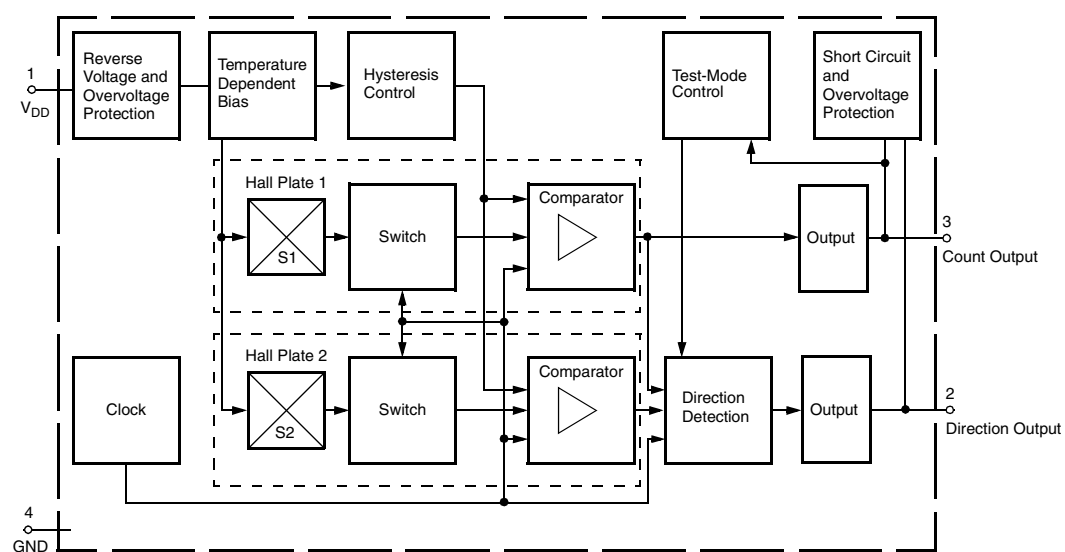 Reverse
Voltage and
Overvoltage
Protection
Temperature
Dependent
Bias
Hysteresis
Control
Test-Mode
Control
Short Circuit
and
Overvoltage
Protection
1
VDD
Hall Plate 1
S1
Switch
Comparator
Output
3
Count Output
Hall Plate 2
S2
Switch
Comparator
Clock
Direction
Detection
Output
2
Direction Output
4
GND